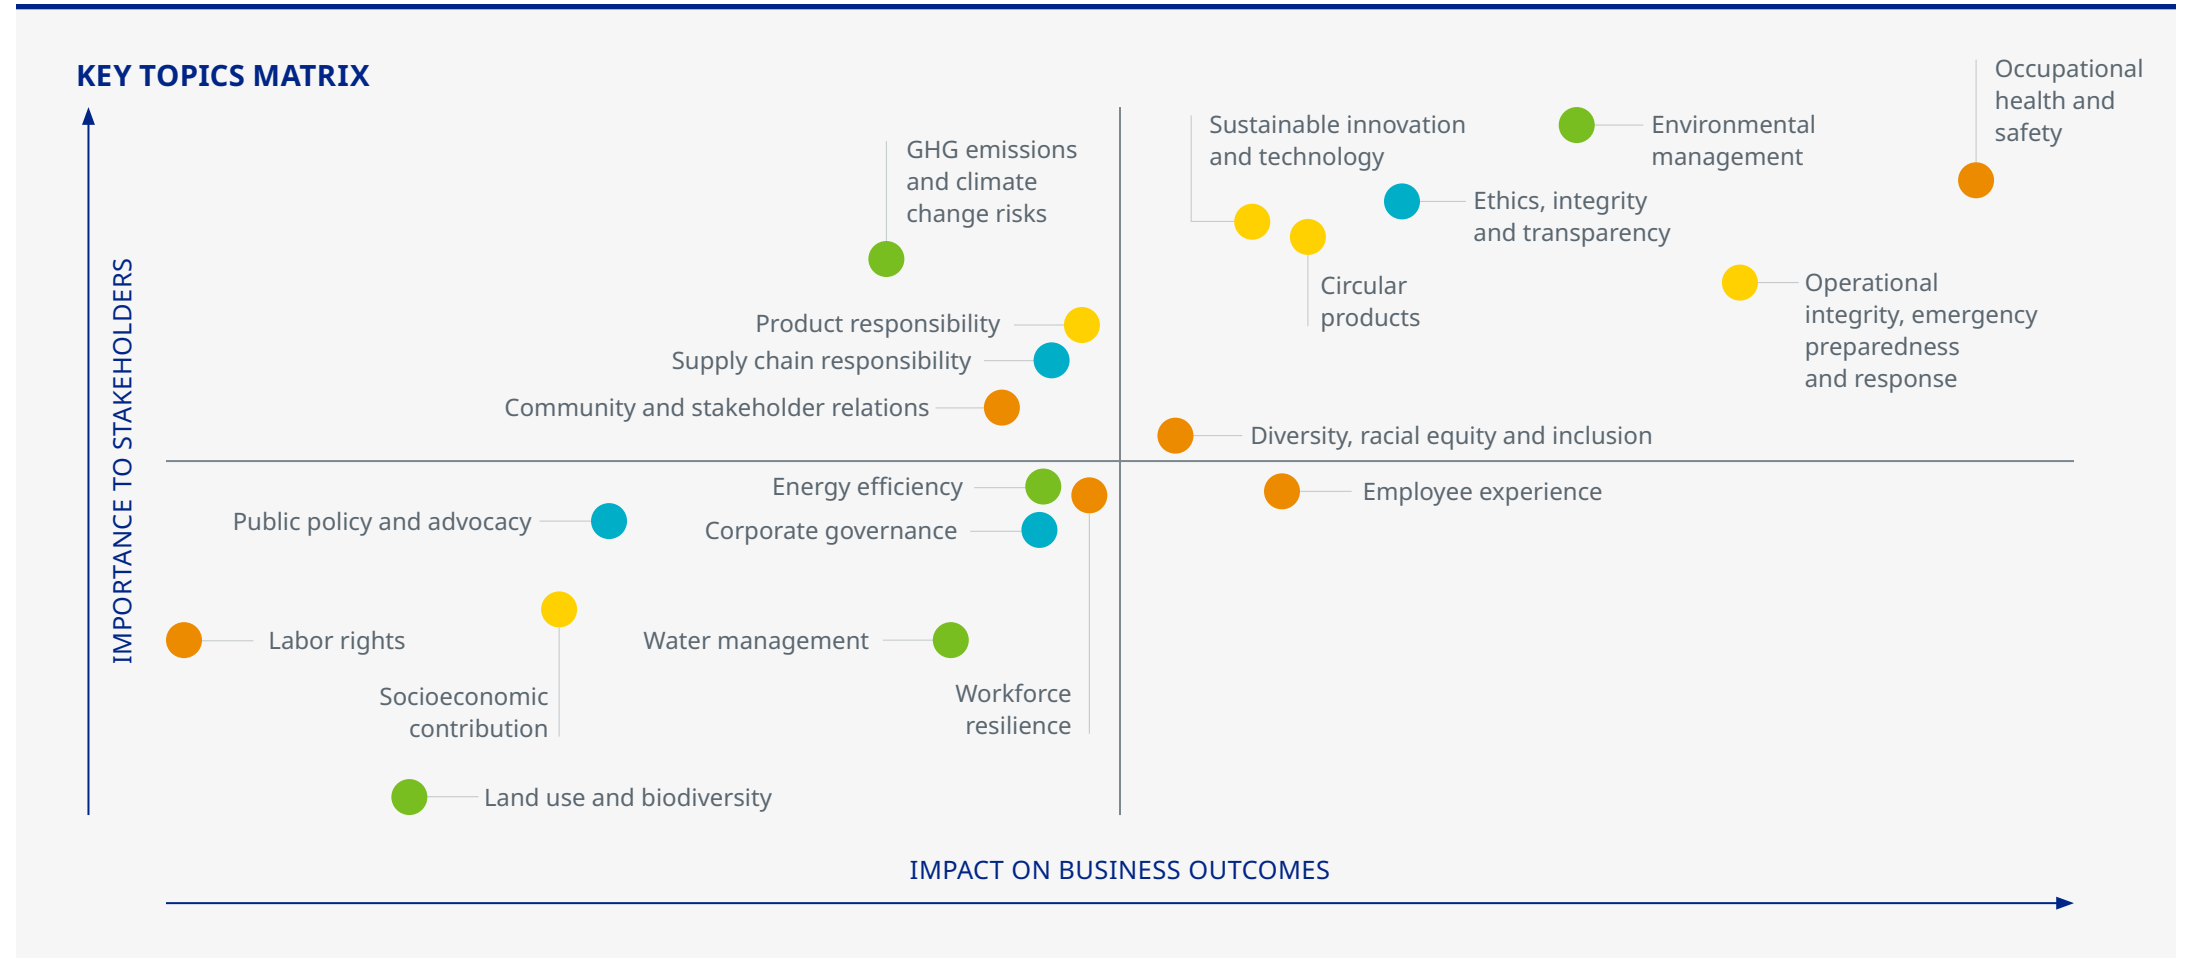 KEY TOPICS MATRIX
IMPORTANCE TO STAKEHOLDERS
GHG emissions
and climate
change risks
Product responsibility
Supply chain responsibility
Community and stakeholder relations
Sustainable innovation
and technology
Environmental
management
Occupational
health and
safety
Ethics, integrity
and transparency
Circular
products
Operational
integrity, emergency
preparedness
and response
Diversity, racial equity and inclusion
Energy efficiency
Public policy and advocacy
Corporate governance
Employee experience
Labor rights
Socioeconomic
contribution
Water management
Workforce
resilience
Land use and biodiversity
IMPACT ON BUSINESS OUTCOMES